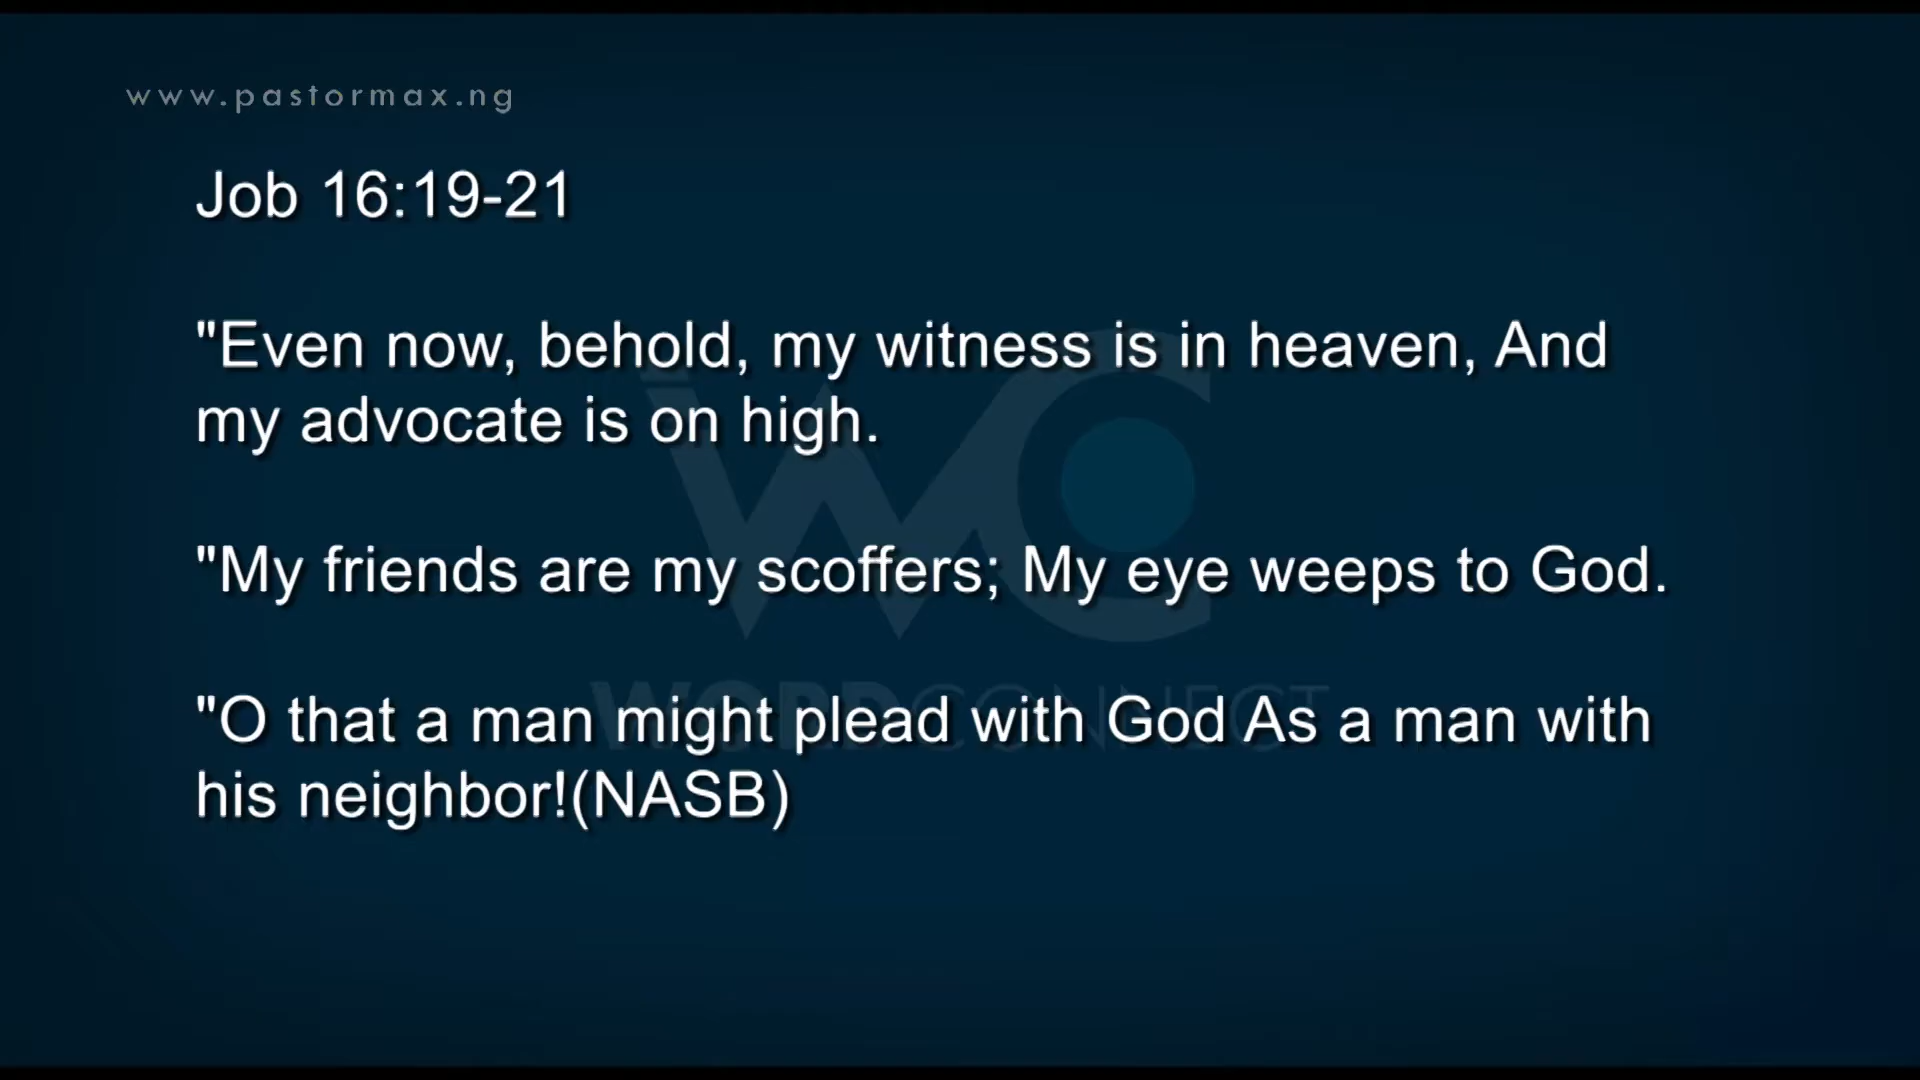 www.pastormax.ng
Job 16:19-21
"Even now, behold, my witness is in heaven, And
my advocate is on high.
"My friends are my scoffers; My eye weeps to God.
"O that a man might plead with God As a man with
his neighbor!(NASB)
WC
WORDCONNECT